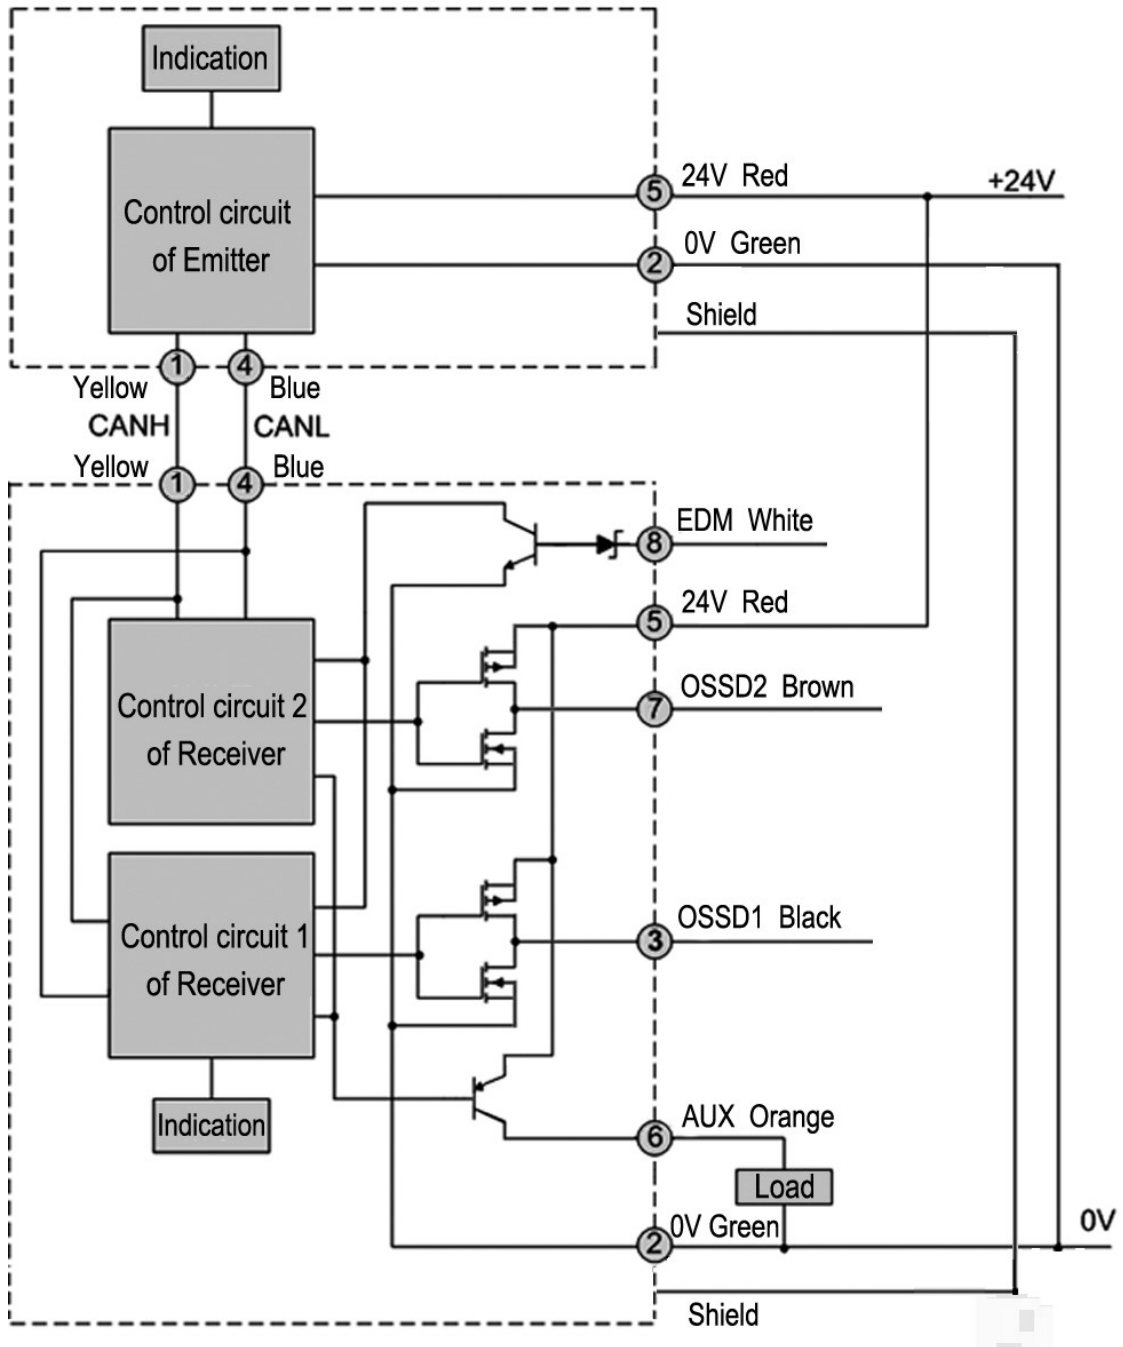 Indication
Control circuit
of Emitter
5 24V Red
+24V
2 0V Green
Shield
1 4
Yellow Blue
CANH CANL
Yellow Blue
1 4
8 EDM White
5 24V Red
7 OSSD2 Brown
Control circuit 2
of Receiver
3 OSSD1 Black
Control circuit 1
of Receiver
Indication
6 AUX Orange
Load
2 0V Green
0V
Shield